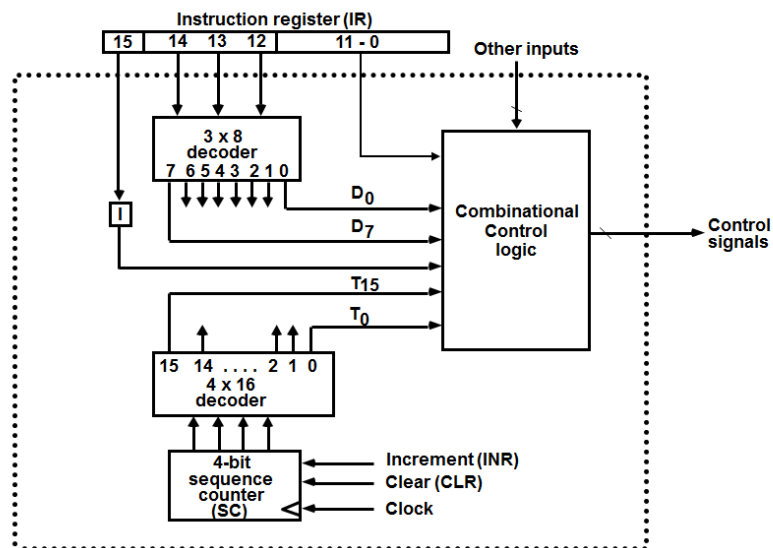 Instruction register (IR)
15 14 13 12 11 - 0
Other inputs
3 x 8
decoder
7 6 5 4 3 2 1 0
D0
I
D7
Combinational
Control
logic
Control
signals
T15
T0
15 14 . . . . 2 1 0
4 x 16
decoder
4-bit
sequence
counter
(SC)
Increment (INR)
Clear (CLR)
Clock